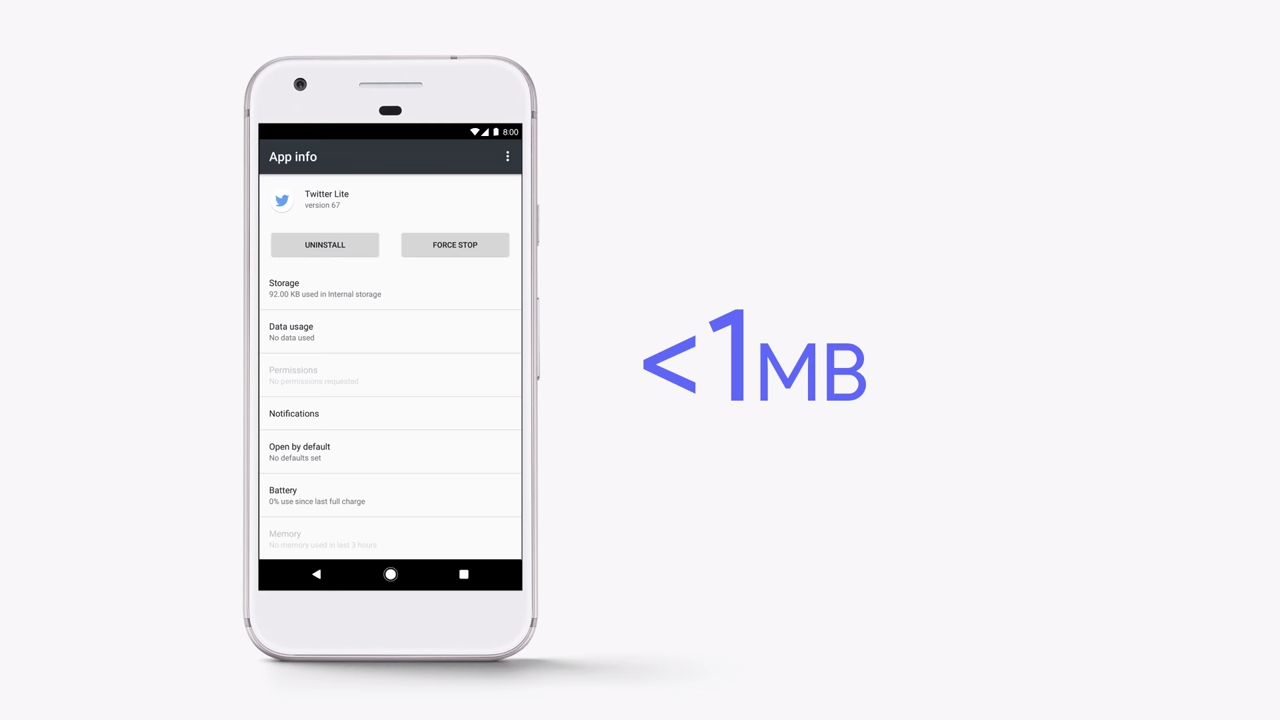 8:00
App info
Twitter Lite
version 67
UNINSTALL
FORCE STOP
Storage
92.00 KB used in Internal storage
Data usage
No data used
Permissions
No permissions requested
Notifications
Open by default
No defaults set
Battery
0% use since last full charge
Memory
No memory used in last 3 hours
<1MB